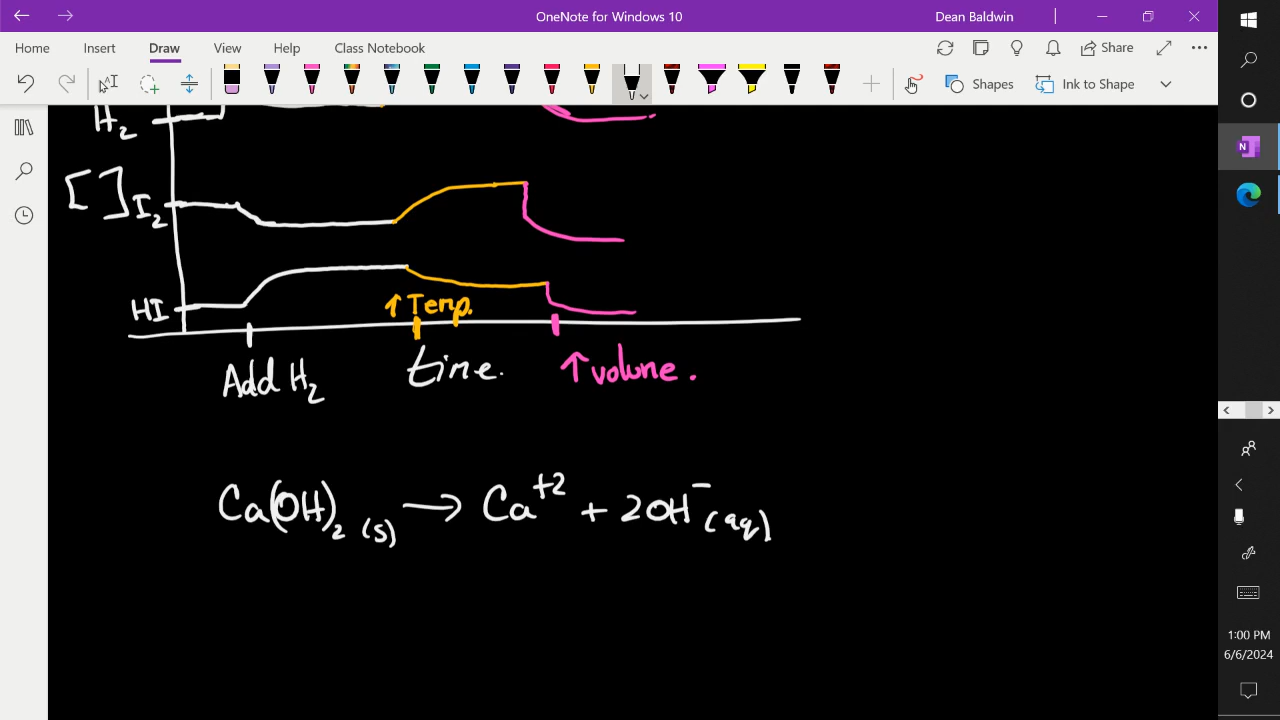 OneNote for Windows 10
Dean Baldwin
Home Insert Draw View Help Class Notebook
Share
Shapes Ink to Shape
H₂
[ ] I₂
HI
↑ Temp.
Add H₂
time.
↑ volume.
Ca(OH)₂ (s) → Ca⁺² + 2OH⁻ (aq)
1:00 PM
6/6/2024